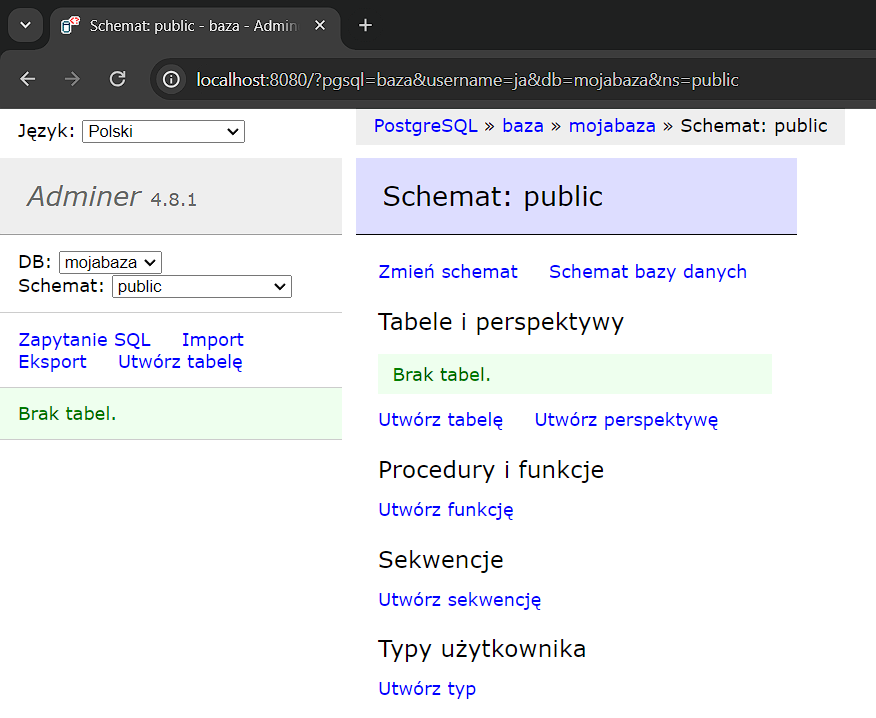 Schemat: public - baza - Admin
localhost:8080/?pgsql=baza&username=ja&db=mojabaza&ns=public
Język: Polski
PostgreSQL » baza » mojabaza » Schemat: public
Adminer 4.8.1
Schemat: public
DB: mojabaza
Schemat: public
Zapytanie SQL Import
Eksport Utwórz tabelę
Brak tabel.
Zmień schemat Schemat bazy danych
Tabele i perspektywy
Brak tabel.
Utwórz tabelę Utwórz perspektywę
Procedury i funkcje
Utwórz funkcję
Sekwencje
Utwórz sekwencję
Typy użytkownika
Utwórz typ